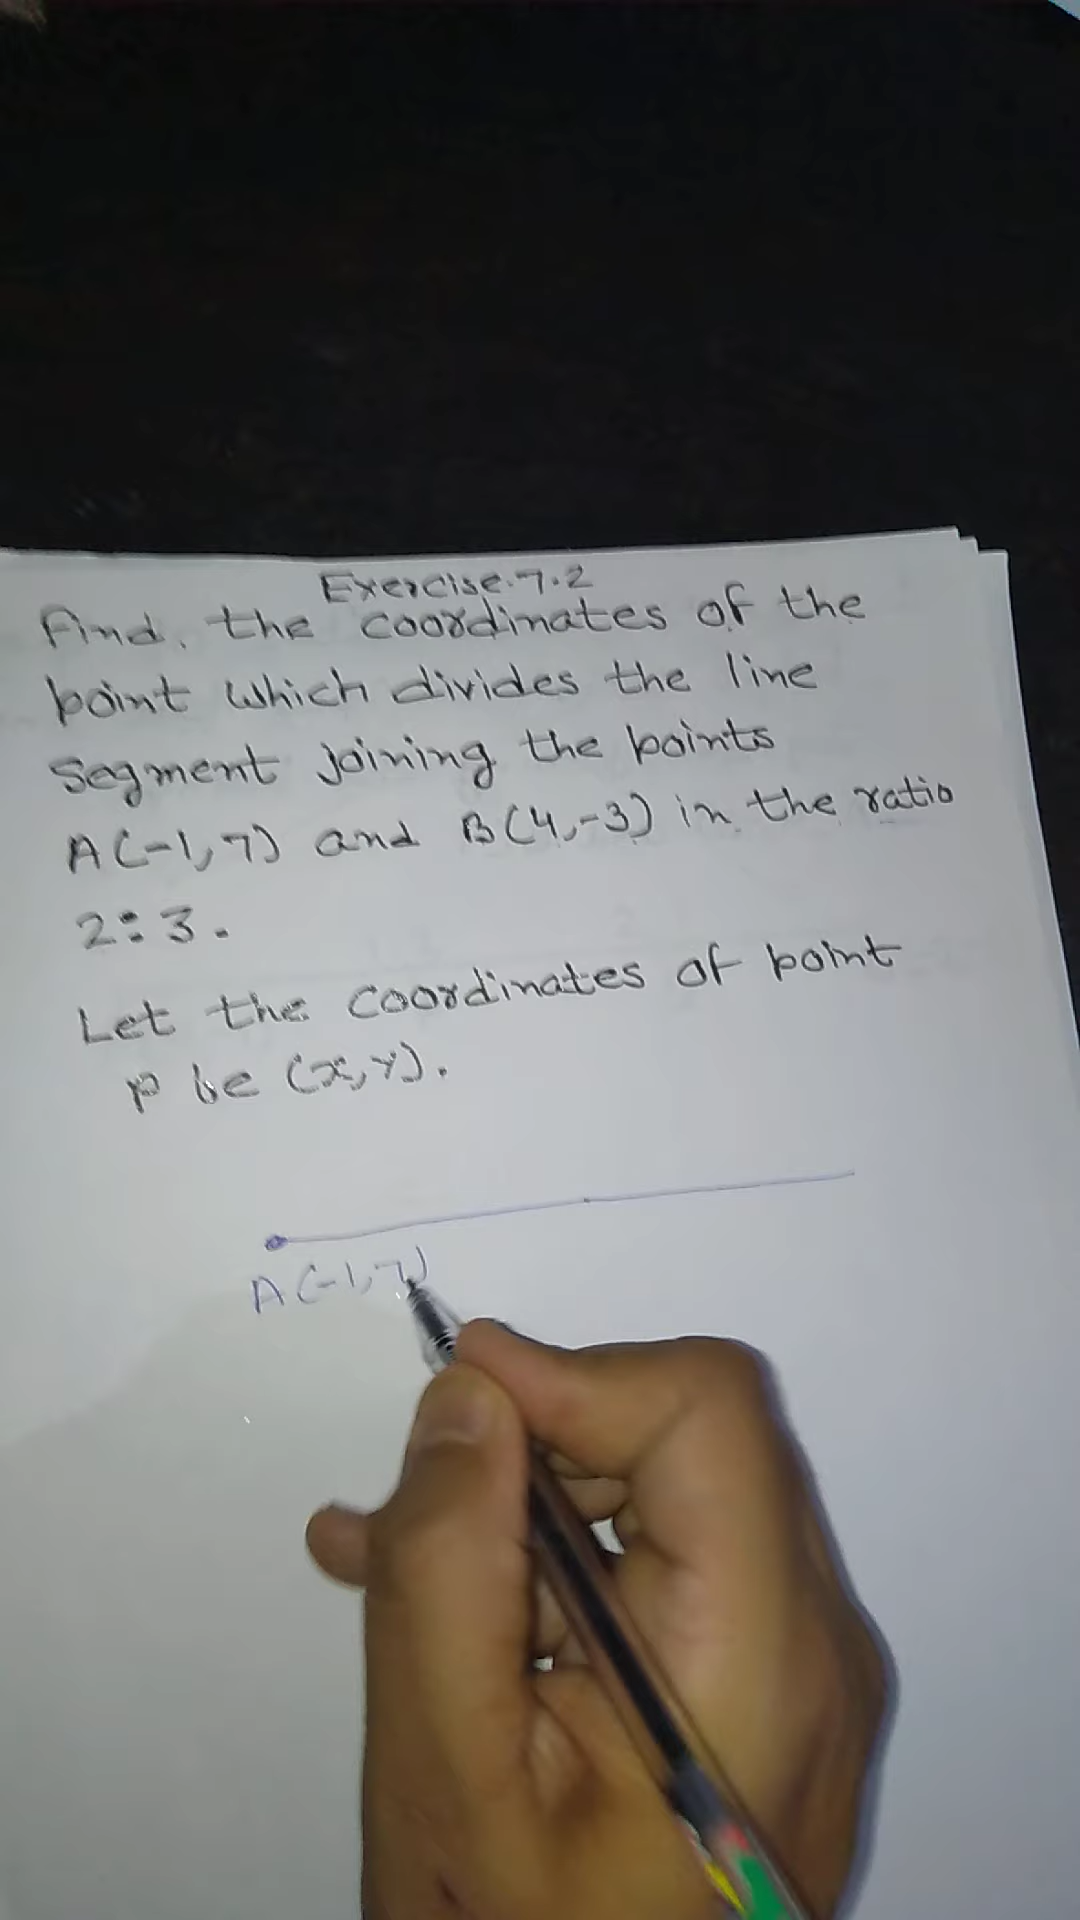 Exercise.7.2
Find. the coordinates of the
point which divides the line
Segment joining the points
A(-1,7) and B(4,-3) in the ratio
2:3.
Let the coordinates of point
P be (x,y).
A(-1,7)